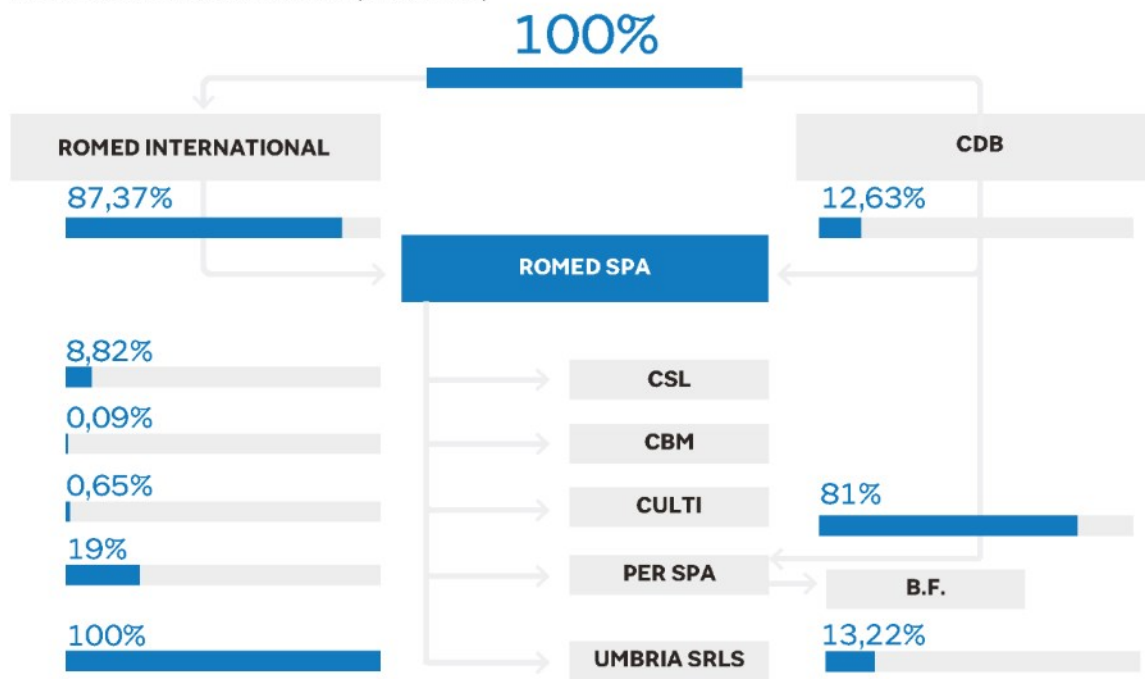 100%
ROMED INTERNATIONAL
CDB
87,37%
12,63%
ROMED SPA
8,82%
CSL
0,09%
CBM
0,65%
CULTI
81%
19%
PER SPA
B.F.
100%
UMBRIA SRLS
13,22%